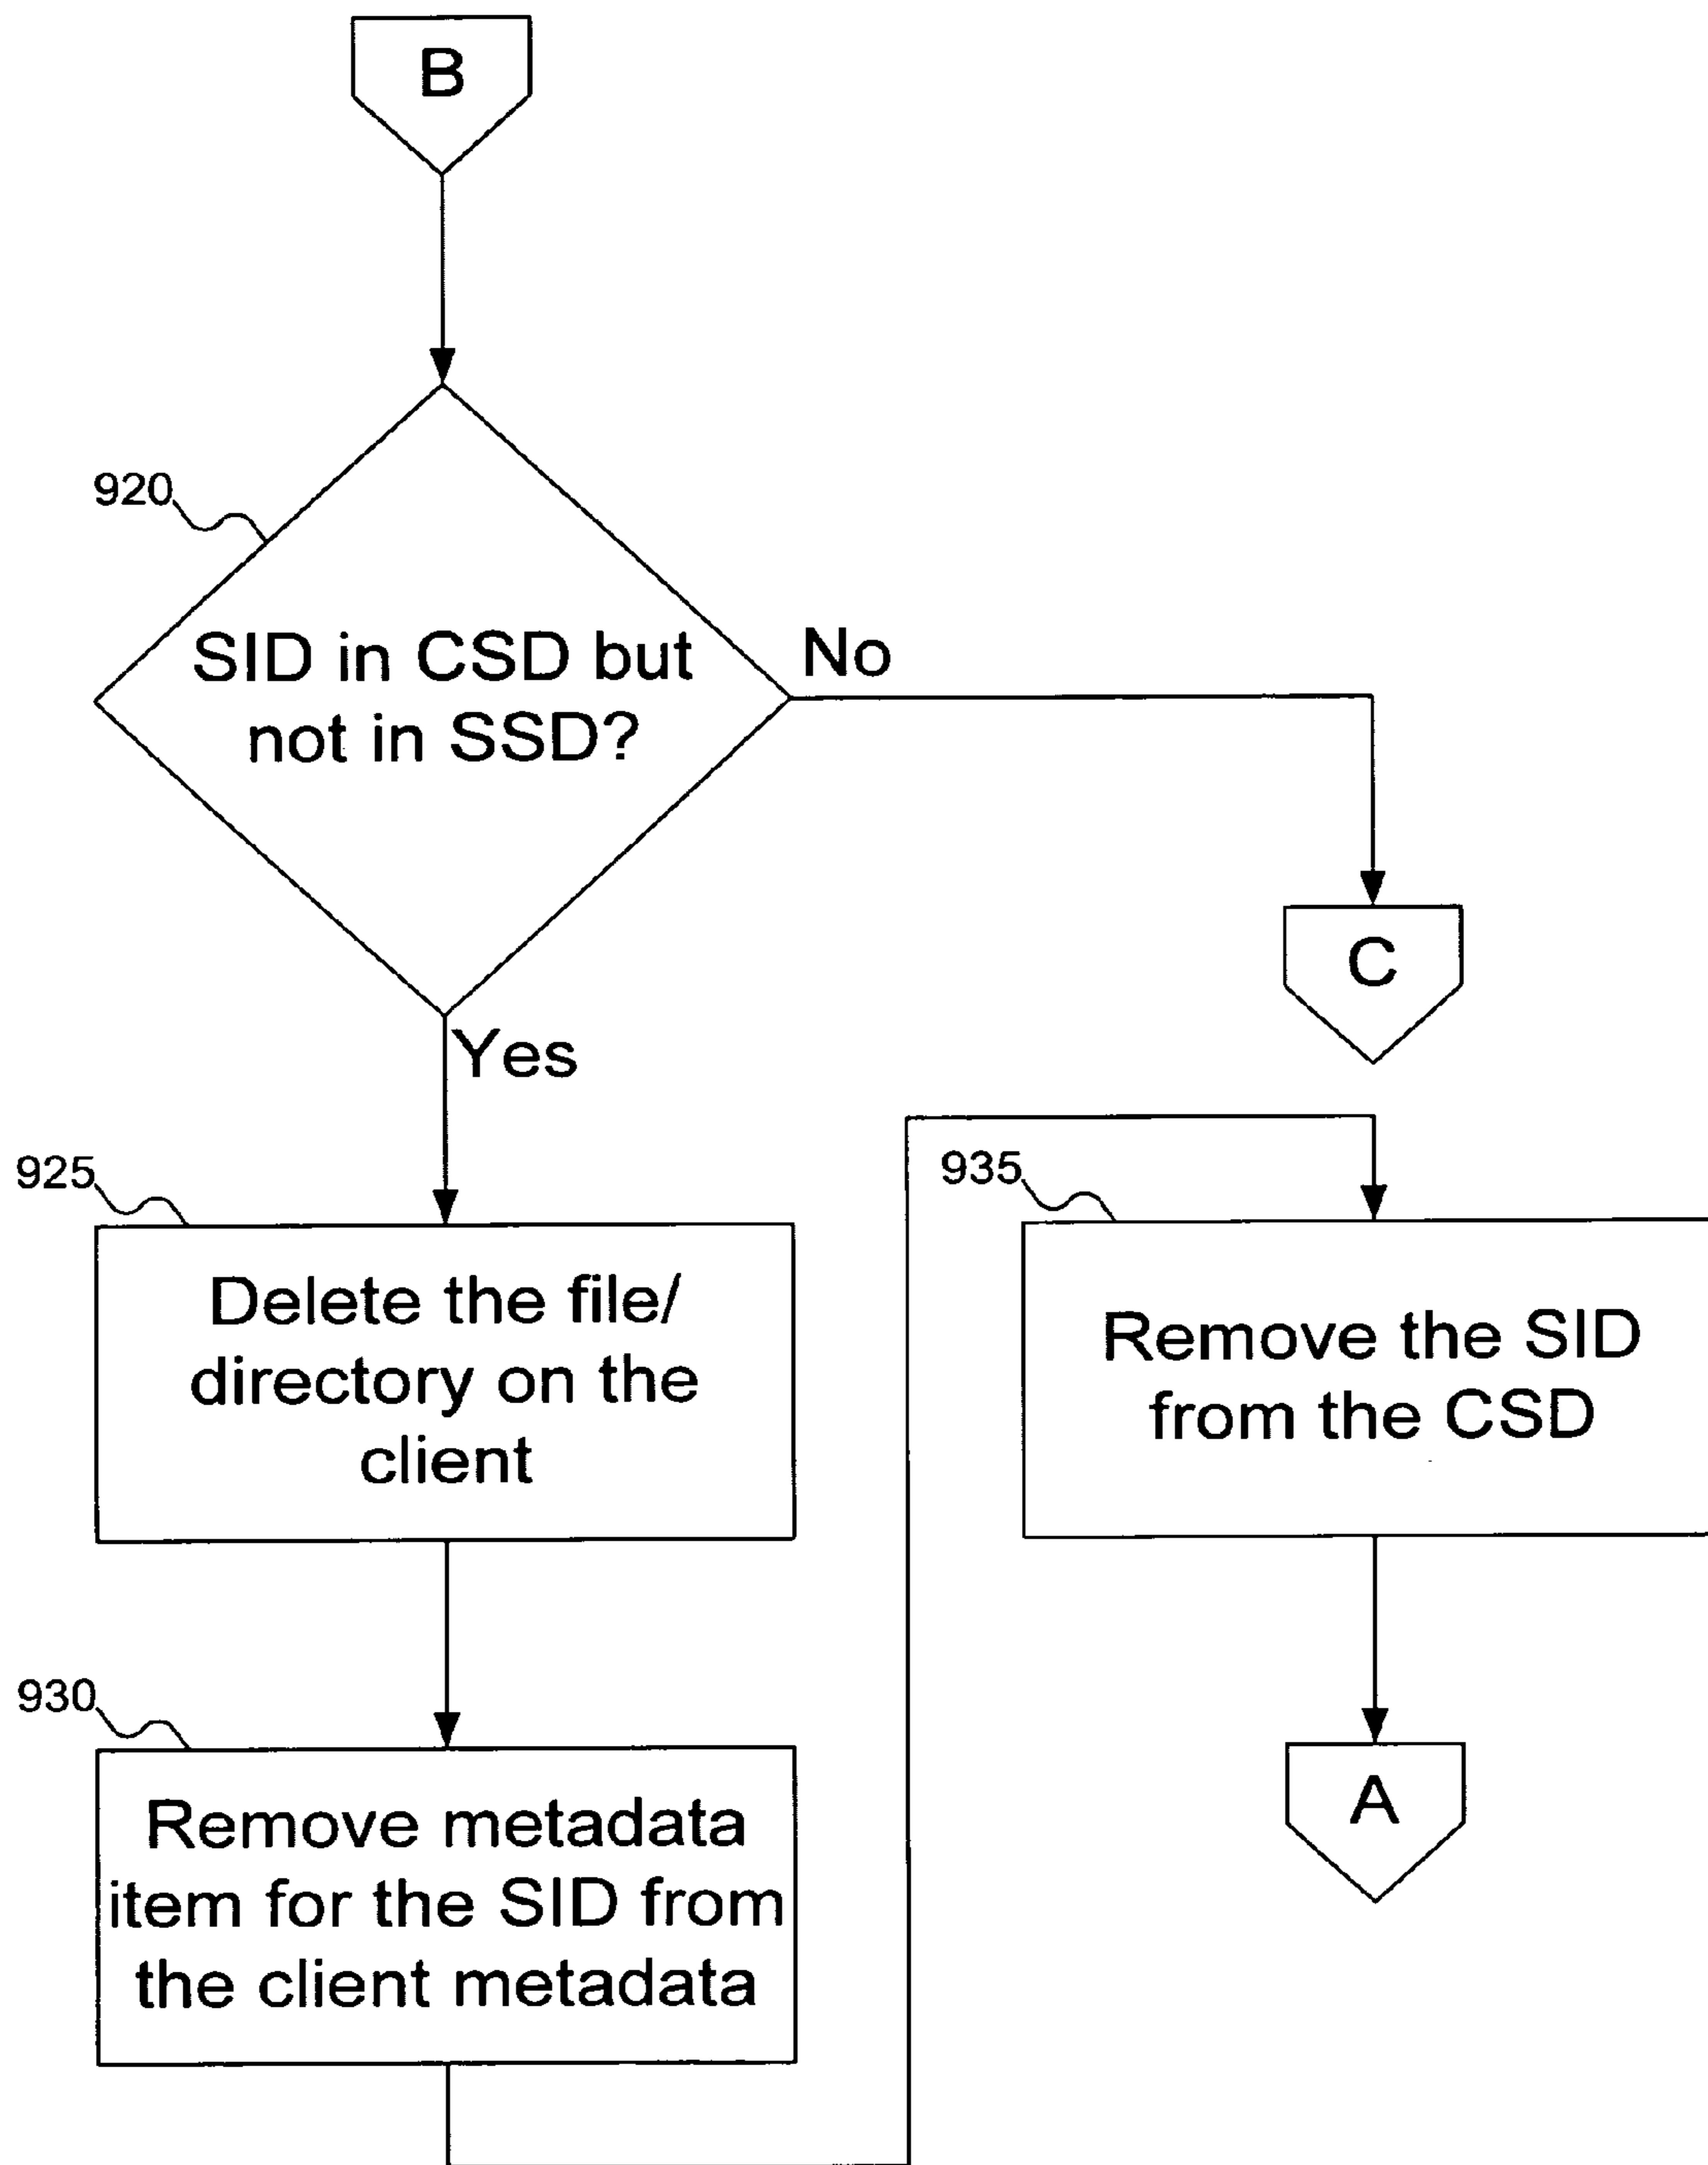 B
920
SID in CSD but
not in SSD?
No
Yes
C
925
Delete the file/
directory on the
client
930
Remove metadata
item for the SID from
the client metadata
935
Remove the SID
from the CSD
A